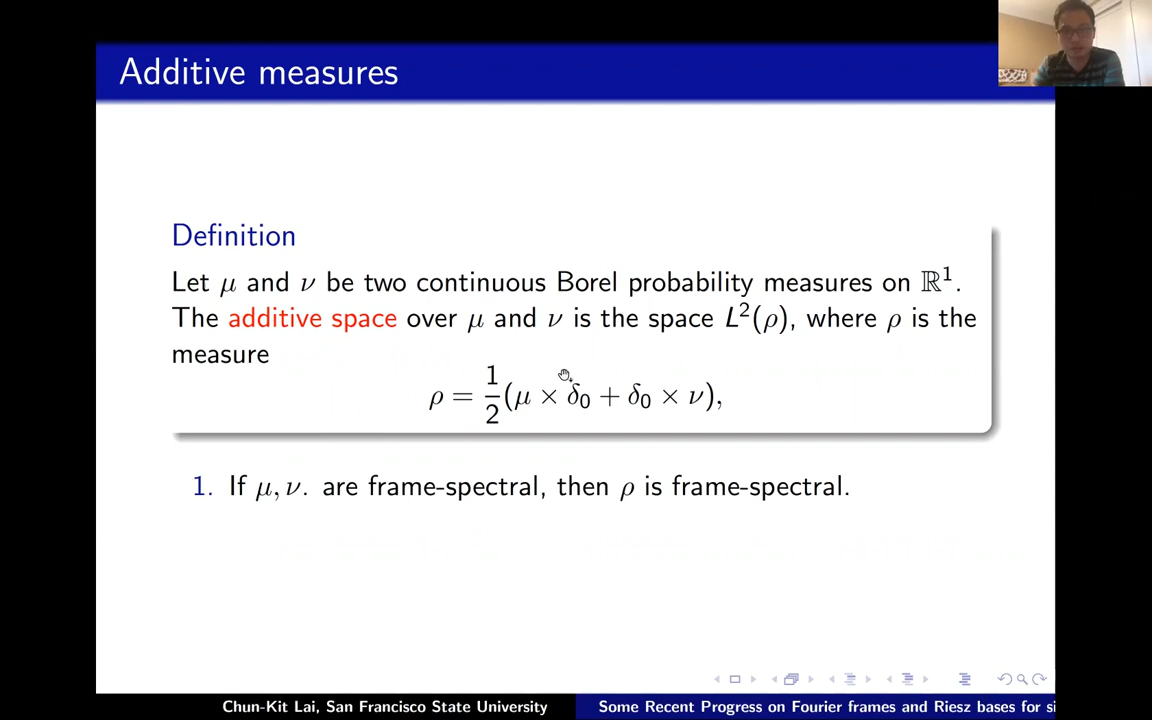 Additive measures
Definition
Let μ and ν be two continuous Borel probability measures on ℝ¹.
The additive space over μ and ν is the space L²(ρ), where ρ is the
measure
ρ = 1/2 (μ × δ₀ + δ₀ × ν),
1. If μ, ν. are frame-spectral, then ρ is frame-spectral.
Chun-Kit Lai, San Francisco State University
Some Recent Progress on Fourier frames and Riesz bases for si